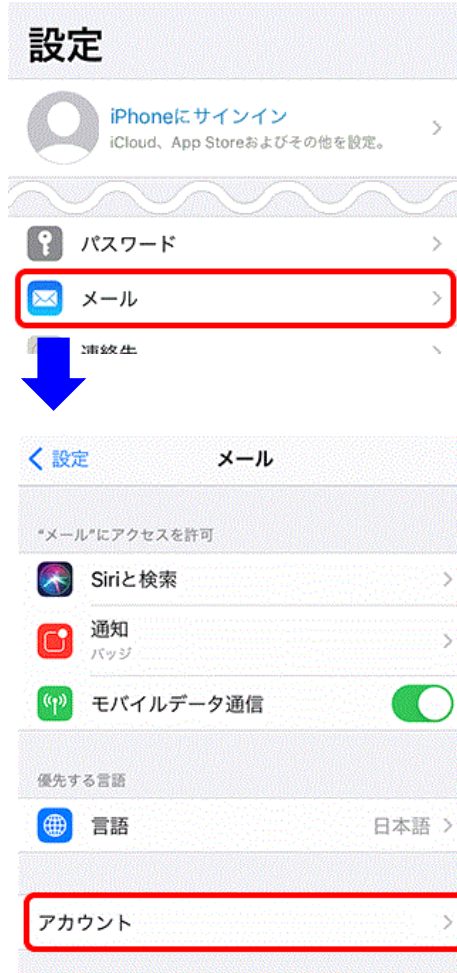 設定
iPhoneにサインイン
iCloud、App Storeおよびその他を設定。
パスワード
メール
連絡先
設定
メール
"メール"にアクセスを許可
Siriと検索
通知
バッジ
モバイルデータ通信
優先する言語
言語
日本語
アカウント